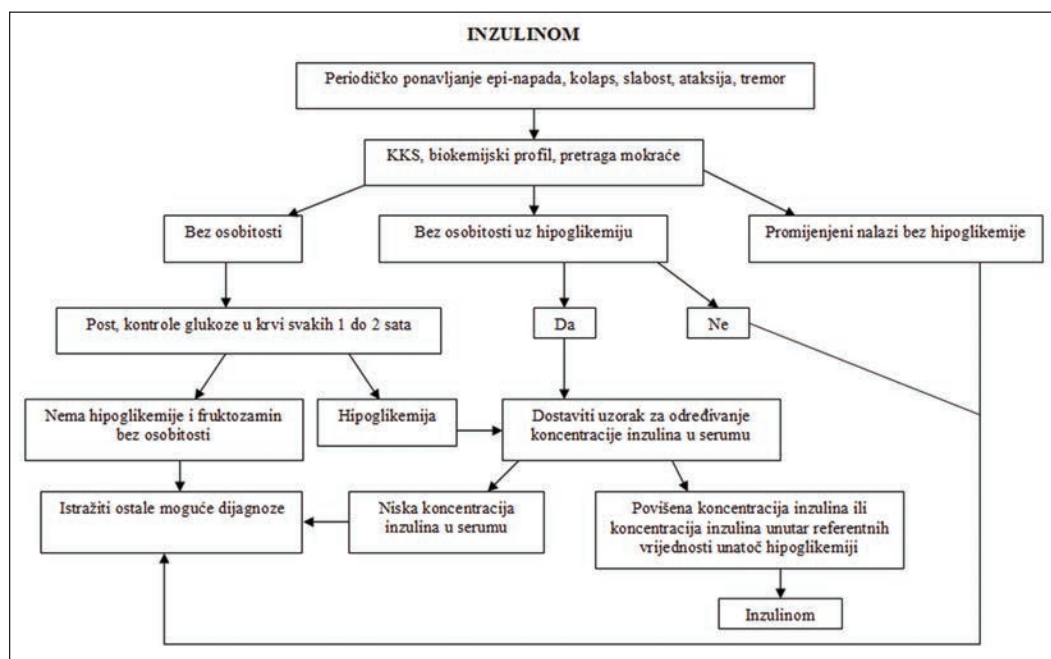 INZULINOM
Periodičko ponavljanje epi-napada, kolaps, slabost, ataksija, tremor
KKS, biokemijski profil, pretraga mokraće
Bez osobitosti
Bez osobitosti uz hipoglikemiju
Promijenjeni nalazi bez hipoglikemije
Post, kontrole glukoze u krvi svakih 1 do 2 sata
Da
Ne
Nema hipoglikemije i fruktozamin
bez osobitosti
Hipoglikemija
Dostaviti uzorak za određivanje
koncentracije inzulina u serumu
Istražiti ostale moguće dijagnoze
Niska koncentracija
inzulina u serumu
Povišena koncentracija inzulina ili
koncentracija inzulina unutar referentnih
vrijednosti unatoč hipoglikemiji
Inzulinom